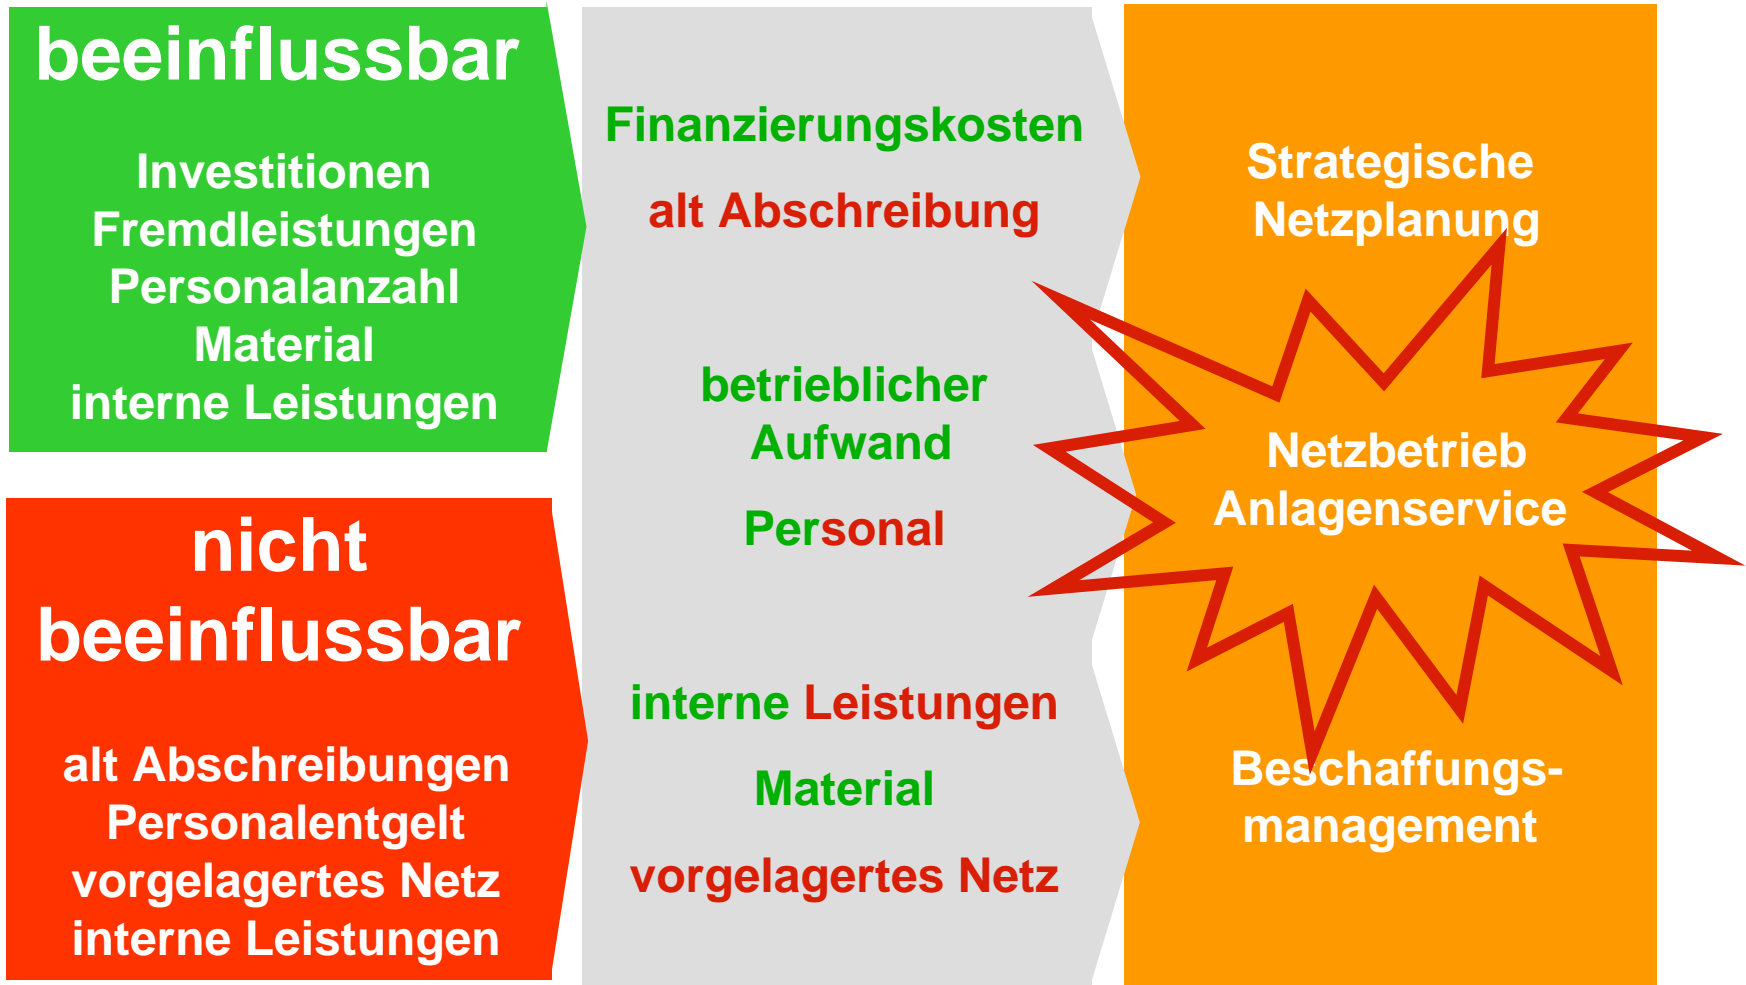 beeinflussbar
Investitionen
Fremdleistungen
Personalanzahl
Material
interne Leistungen
nicht
beeinflussbar
alt Abschreibungen
Personalentgelt
vorgelagertes Netz
interne Leistungen
Finanzierungskosten
alt Abschreibung
betrieblicher
Aufwand
Personal
interne Leistungen
Material
vorgelagertes Netz
Strategische
Netzplanung
Netzbetrieb
Anlagenservice
Beschaffungs-
management